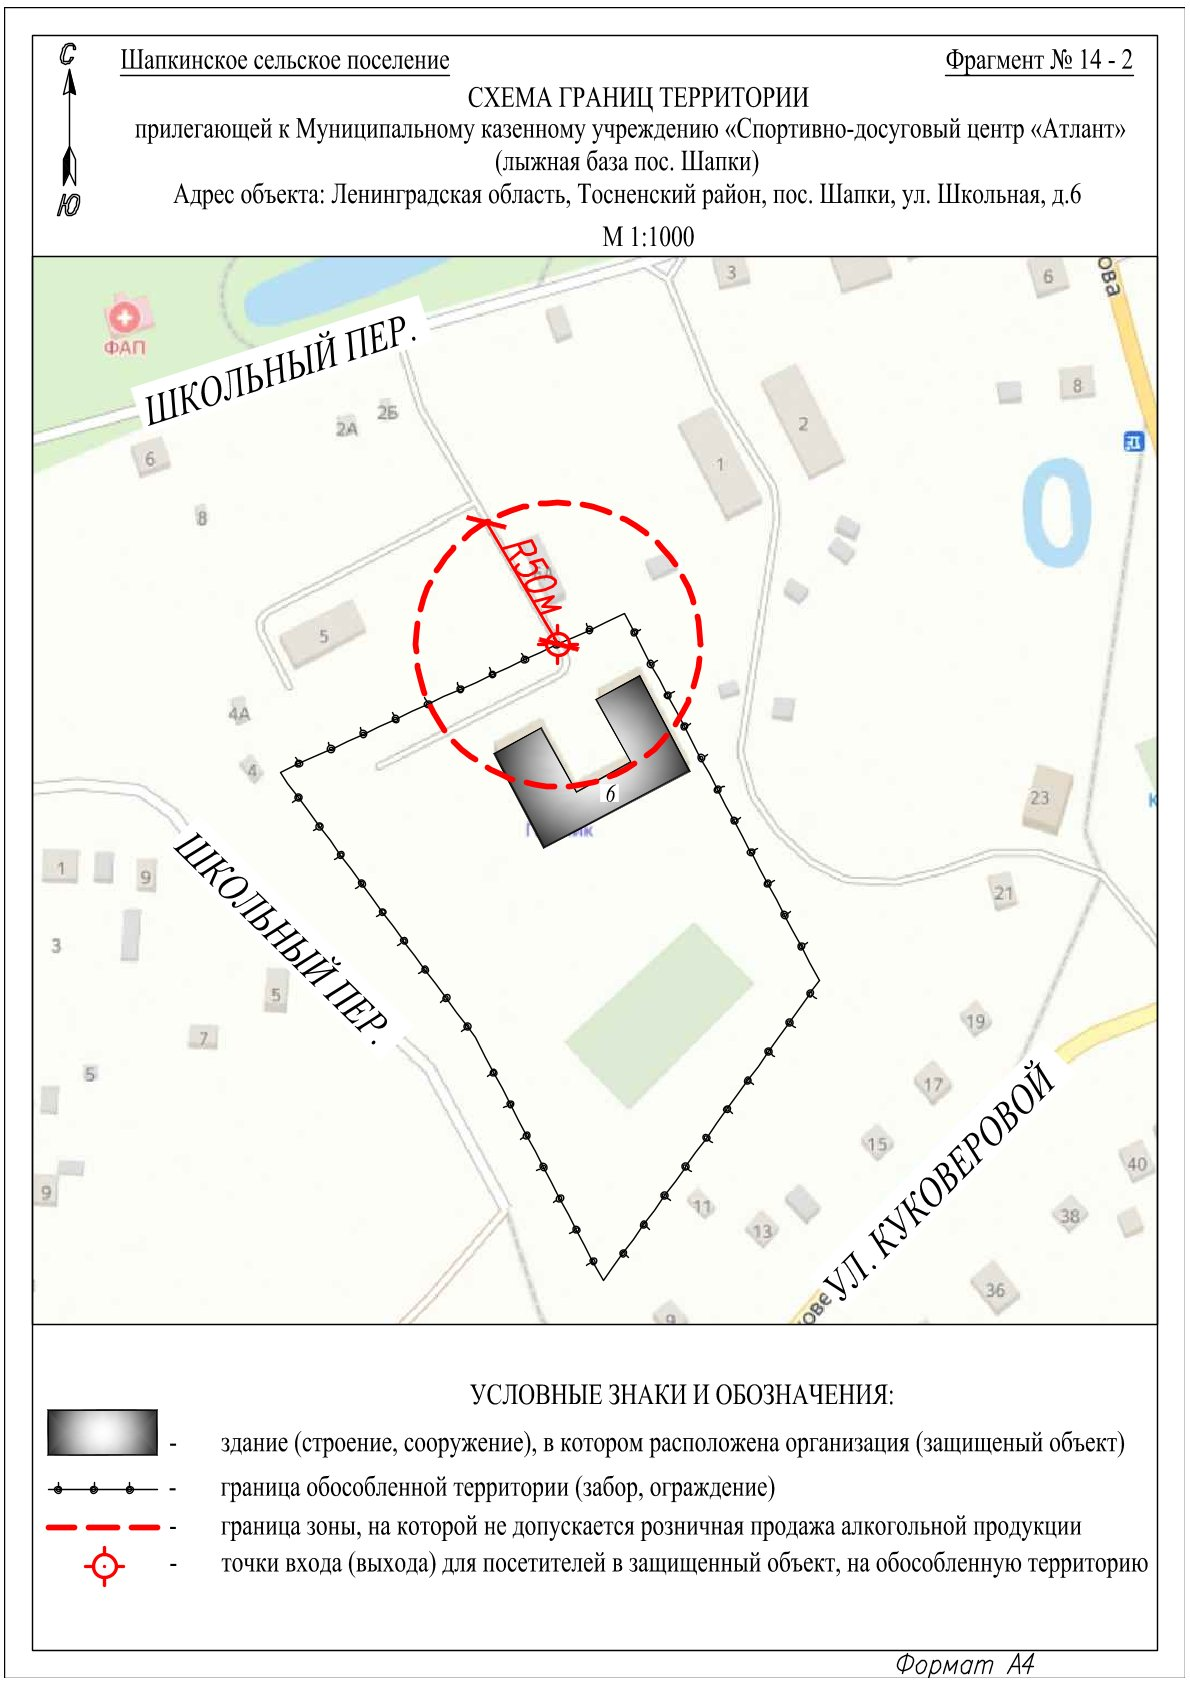 С
Ю
Шапкинское сельское поселение
Фрагмент № 14 - 2
СХЕМА ГРАНИЦ ТЕРРИТОРИИ
прилегающей к Муниципальному казенному учреждению «Спортивно-досуговый центр «Атлант»
(лыжная база пос. Шапки)
Адрес объекта: Ленинградская область, Тосненский район, пос. Шапки, ул. Школьная, д.6
М 1:1000
3
6
ова
ФАП
ШКОЛЬНЫЙ ПЕР.
8
2Б
2А
2
6
1
8
R50м
5
4А
4
6
23
1
9
21
ШКОЛЬНЫЙ ПЕР.
3
5
19
7
5
17
УЛ. КУКОВЕРОВОЙ
15
40
9
11
38
13
36
ове
9
УСЛОВНЫЕ ЗНАКИ И ОБОЗНАЧЕНИЯ:
- здание (строение, сооружение), в котором расположена организация (защищеный объект)
- граница обособленной территории (забор, ограждение)
- граница зоны, на которой не допускается розничная продажа алкогольной продукции
- точки входа (выхода) для посетителей в защищенный объект, на обособленную территорию
Формат А4